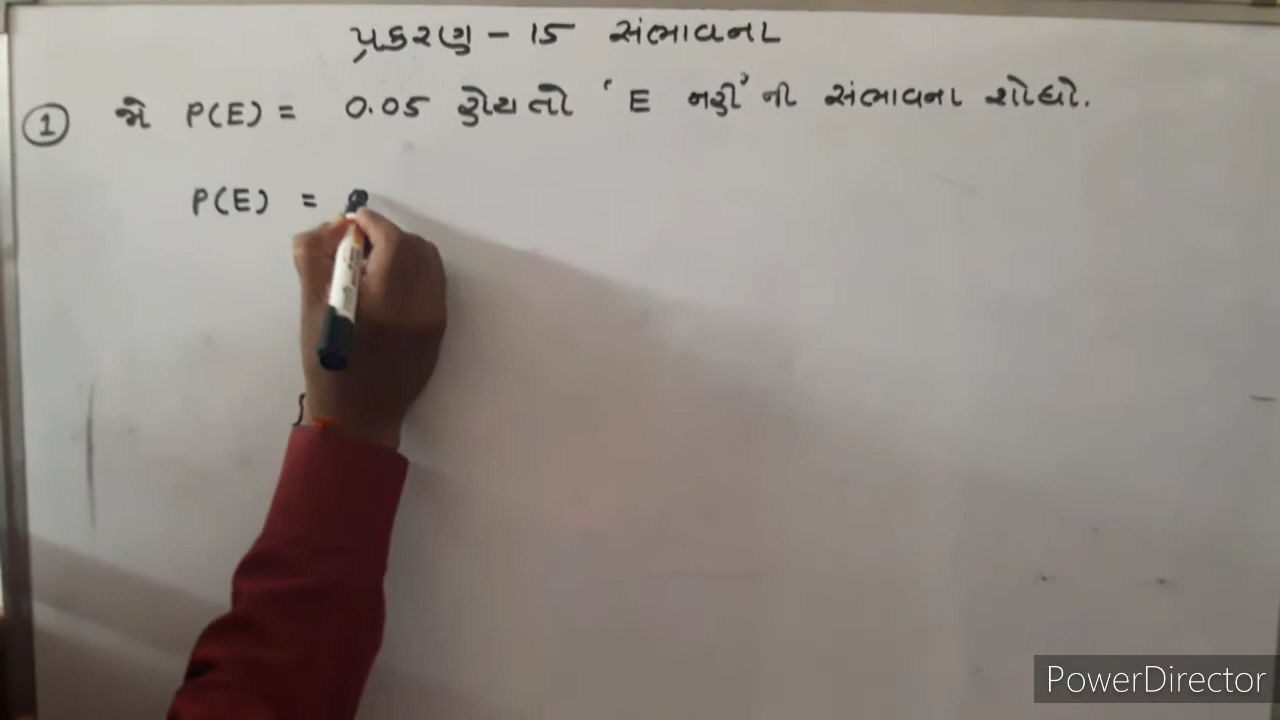 પ્રકરણ - 15 સંભાવના
① જો P(E) = 0.05 હોય તો 'E નહી' ની સંભાવના શોધો.
P(E) =
PowerDirector